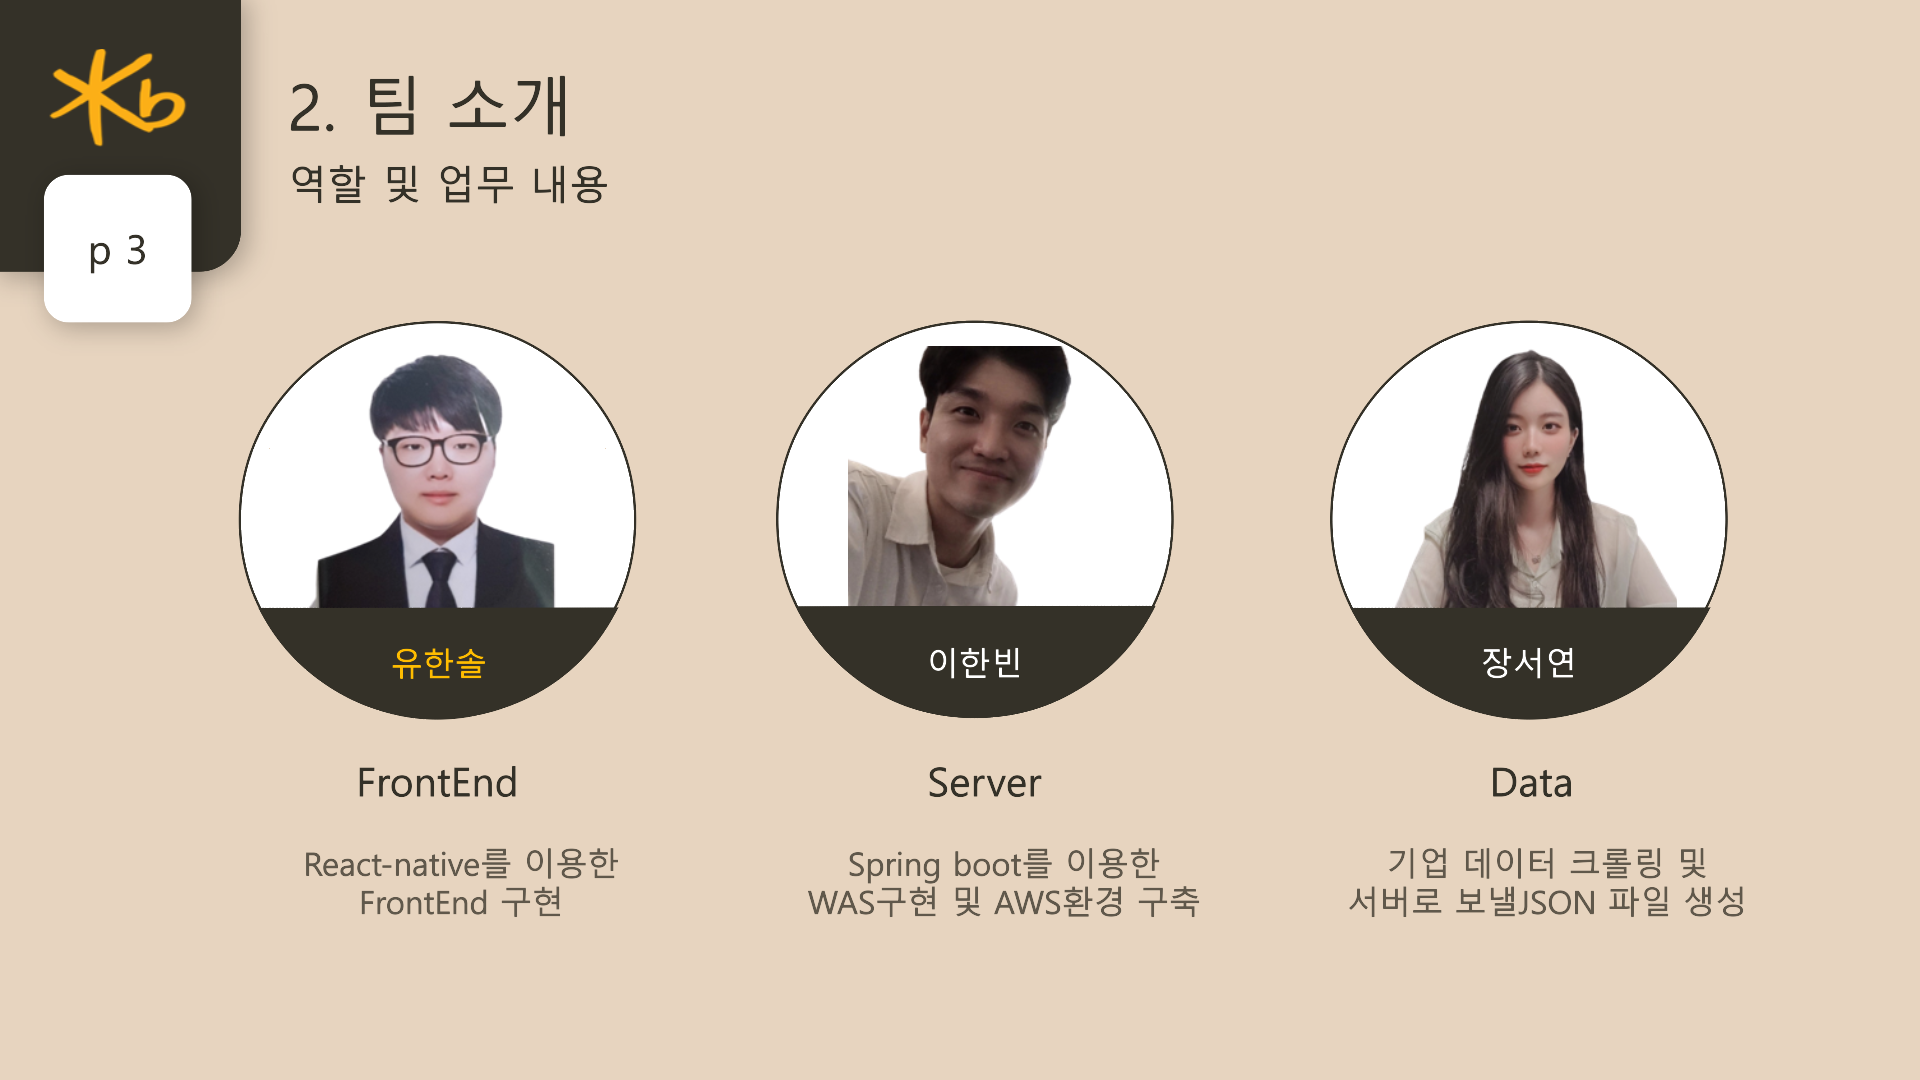 b
2. 팀 소개
역할 및 업무 내용
p 3
유한솔
이한빈
장서연
FrontEnd
Server
Data
React-native를 이용한
FrontEnd 구현
Spring boot를 이용한
WAS구현 및 AWS환경 구축
기업 데이터 크롤링 및
서버로 보낼JSON 파일 생성